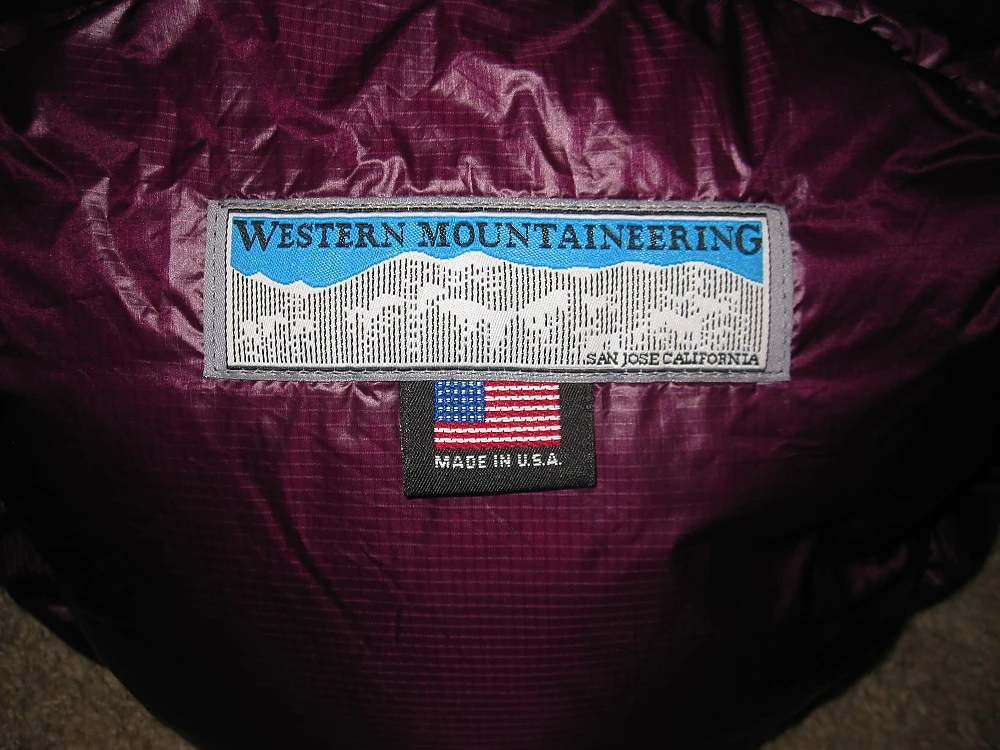 WESTERN MOUNTAINEERING
SAN JOSE CALIFORNIA
MADE IN U.S.A.